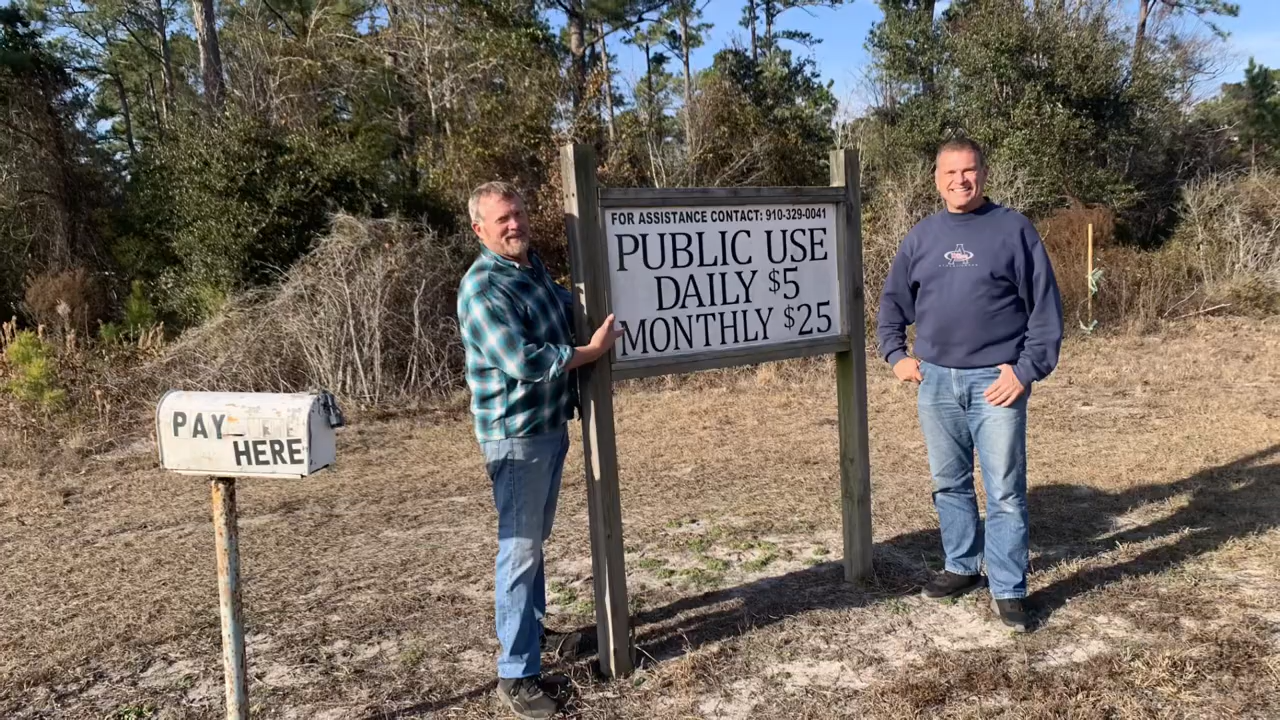 FOR ASSISTANCE CONTACT: 910-329-0041
PUBLIC USE
DAILY $5
MONTHLY $25
PAY
HERE